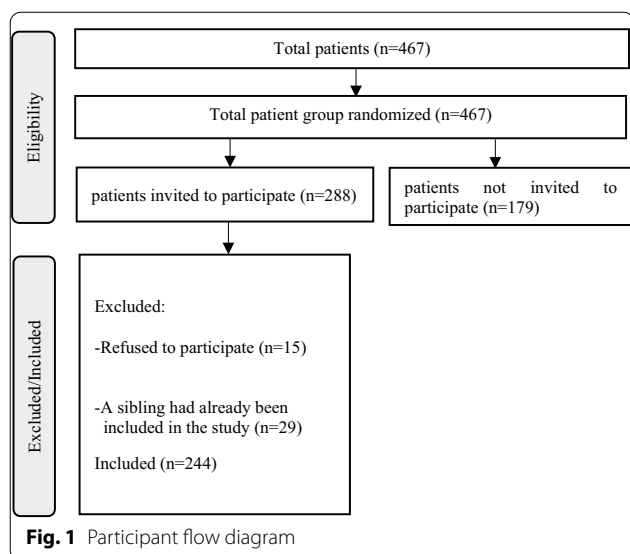 Eligibility
Total patients (n=467)
Total patient group randomized (n=467)
patients invited to participate (n=288)
patients not invited to
participate (n=179)
Excluded/Included
Excluded:
-Refused to participate (n=15)
-A sibling had already been
included in the study (n=29)
Included (n=244)
Fig. 1 Participant flow diagram